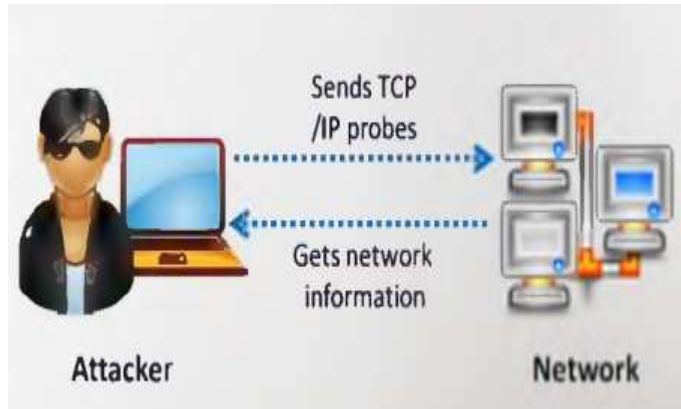 Sends TCP
/IP probes
Gets network
information
Attacker
Network